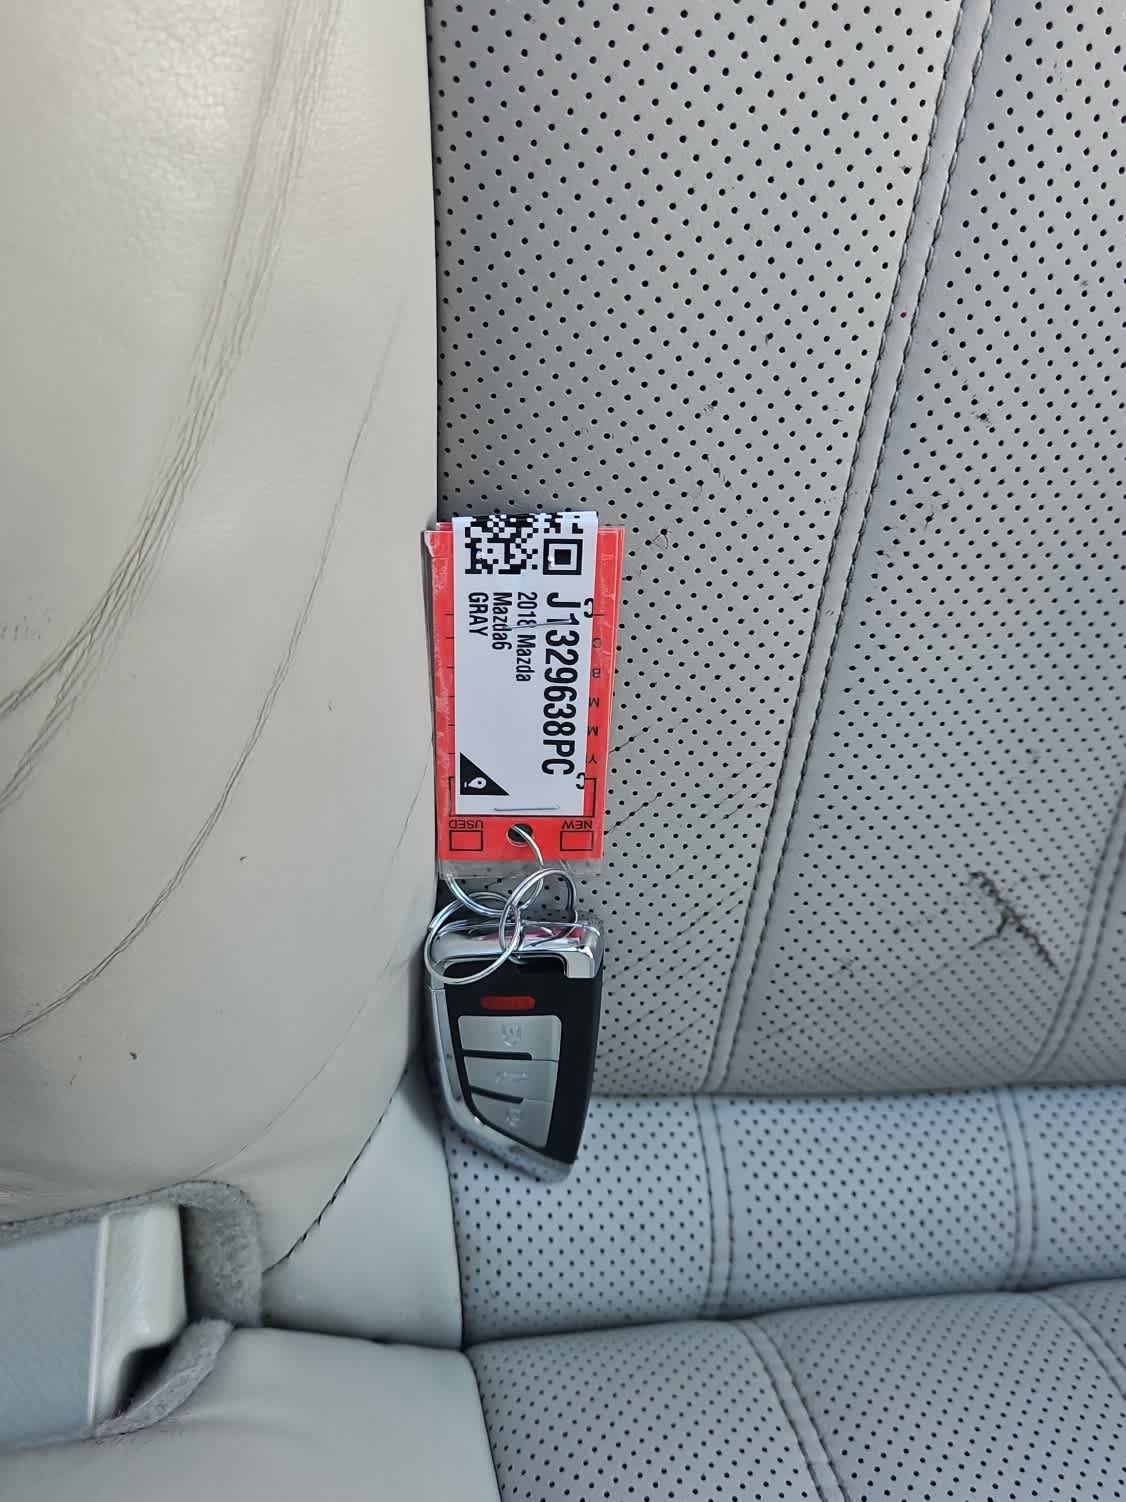 J1329638PC
2018 Mazda
Mazda6
GRAY
C
B
M
M
Y
NEW
USED